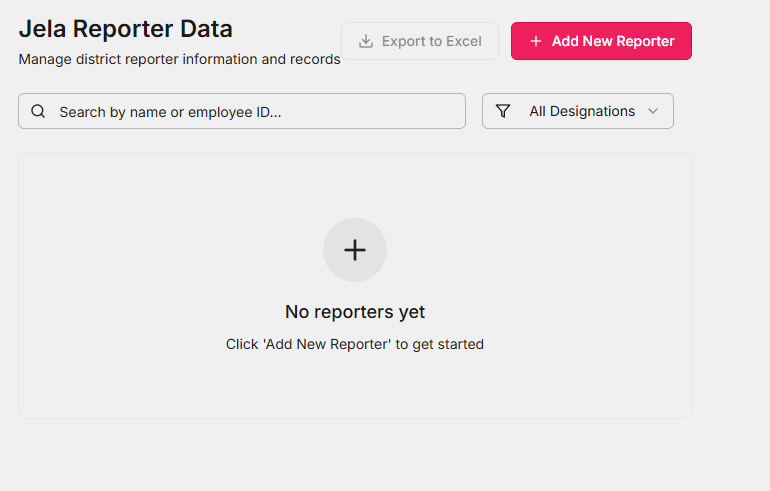 Jela Reporter Data
Manage district reporter information and records
Export to Excel
Add New Reporter
Search by name or employee ID...
All Designations
No reporters yet
Click 'Add New Reporter' to get started